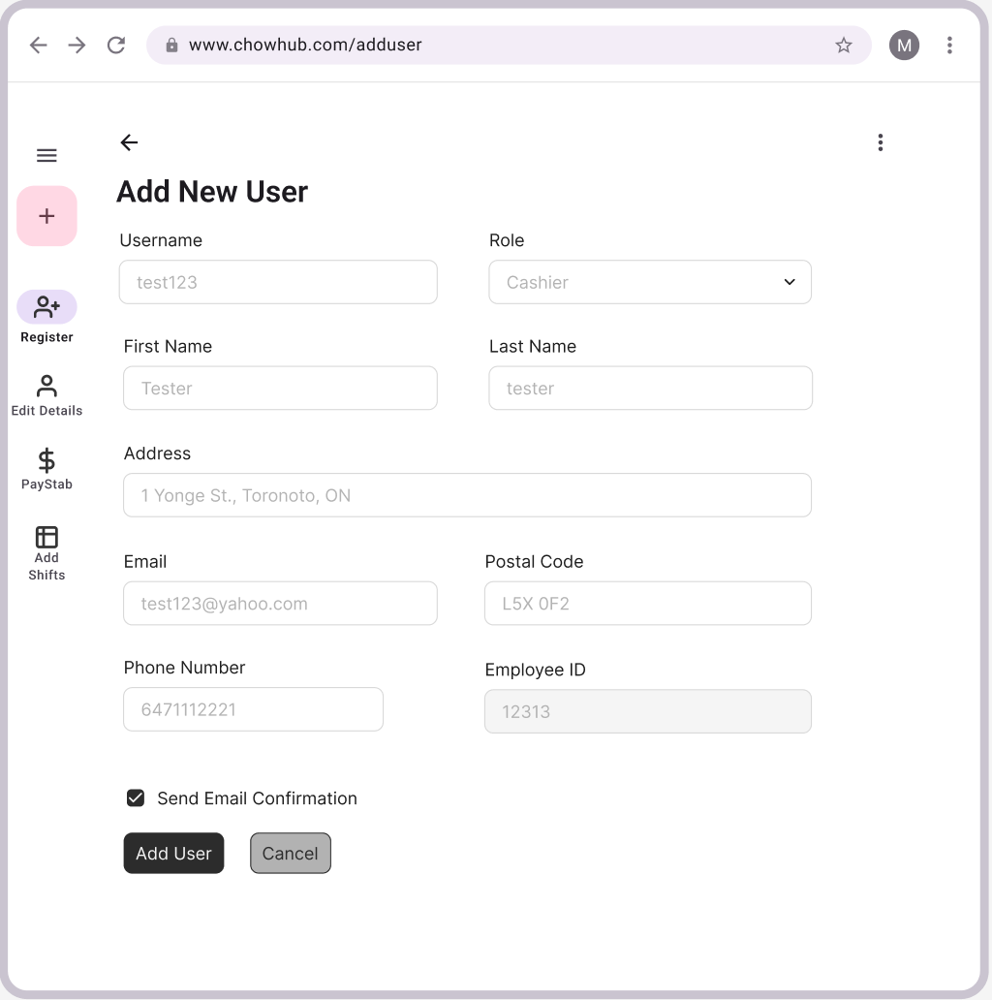 www.chowhub.com/adduser
M
Add New User
Username
Role
test123
Cashier
Register
First Name
Last Name
Tester
tester
Edit Details
Address
PayStab
1 Yonge St., Toronoto, ON
Add
Shifts
Email
Postal Code
test123@yahoo.com
L5X 0F2
Phone Number
Employee ID
6471112221
12313
Send Email Confirmation
Add User
Cancel